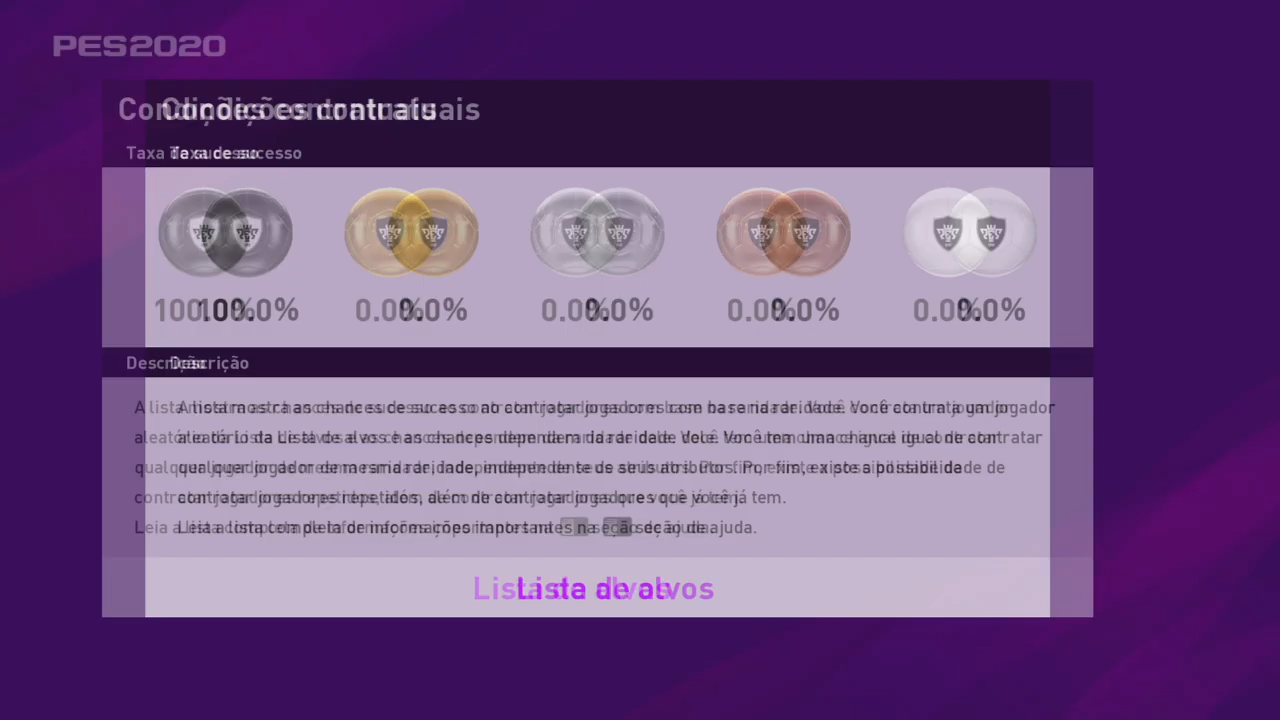 PES2020
Condições contratuais
Taxa de sucesso
100.0% 0.0% 0.0% 0.0% 0.0%
Descrição
A lista mostra as chances de sucesso ao contratar jogadores com base na raridade. Você contrata um jogador
aleatório da Lista de alvos e as chances dependem da raridade dele. Você tem uma chance igual de contratar
qualquer jogador de mesma raridade, independente de seus atributos. Por fim, existe a possibilidade de
contratar jogadores repetidos, além de contratar jogadores que você já tem.
Leia a lista completa de informações importantes na seção de ajuda.
Lista de alvos